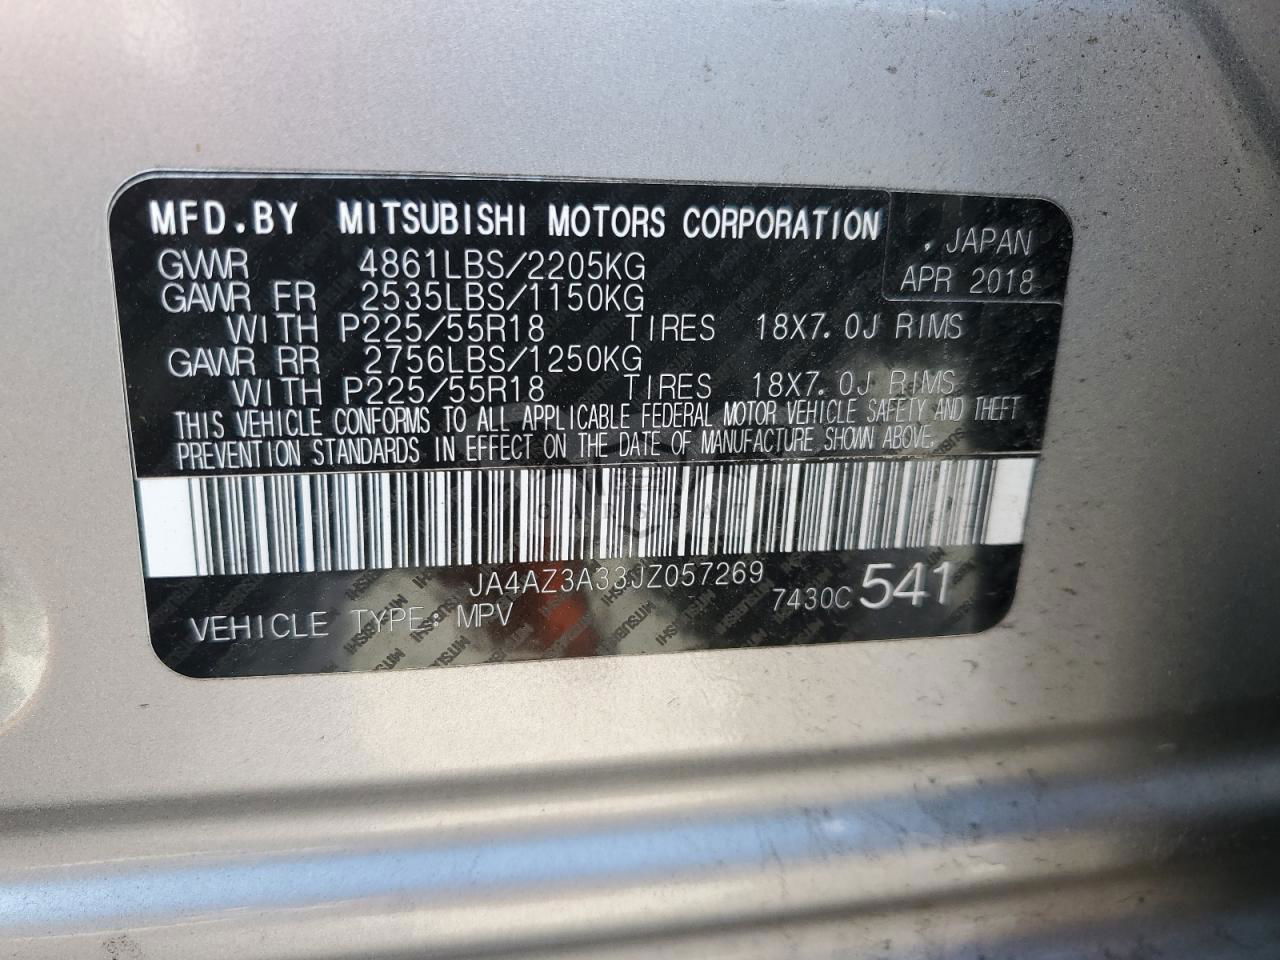 MFD.BY MITSUBISHI MOTORS CORPORATION
. JAPAN
APR 2018
GVWR 4861LBS/2205KG
GAWR FR 2535LBS/1150KG
WITH P225/55R18 TIRES 18X7.0J RIMS
GAWR RR 2756LBS/1250KG
WITH P225/55R18 TIRES 18X7.0J RIMS
THIS VEHICLE CONFORMS TO ALL APPLICABLE FEDERAL MOTOR VEHICLE SAFETY AND THEFT
PREVENTION STANDARDS IN EFFECT ON THE DATE OF MANUFACTURE SHOWN ABOVE.
JA4AZ3A33JZ057269
7430C 541
VEHICLE TYPE: MPV